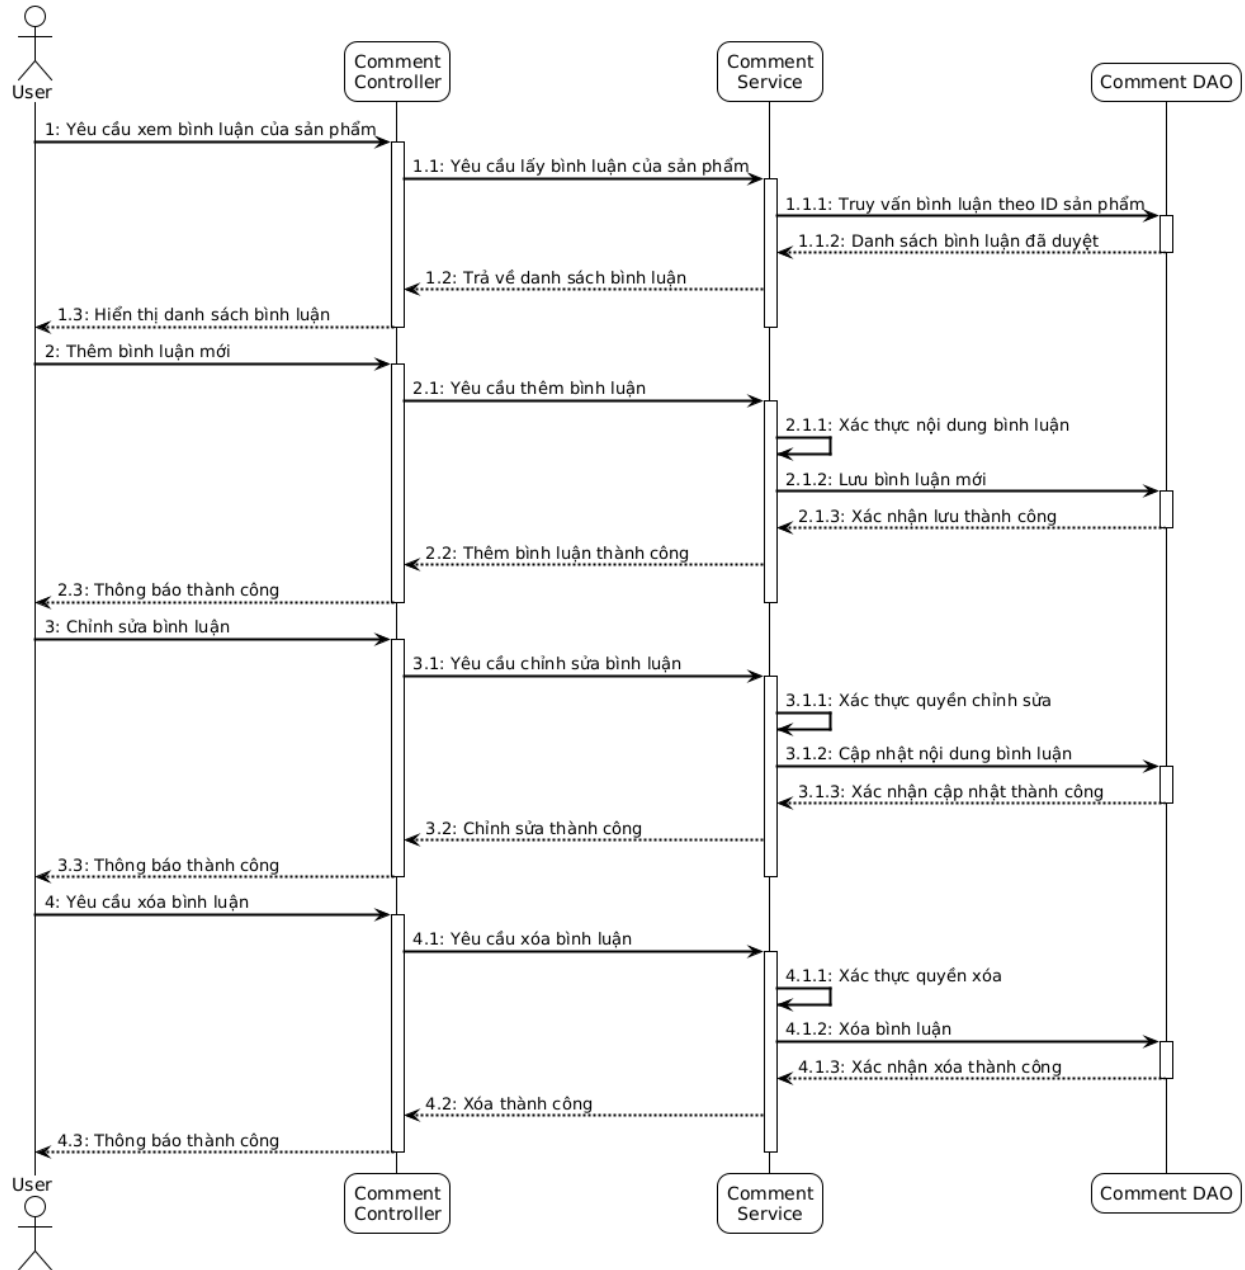 User
Comment
Controller
Comment
Service
Comment DAO
1: Yêu cầu xem bình luận của sản phẩm
1.1: Yêu cầu lấy bình luận của sản phẩm
1.1.1: Truy vấn bình luận theo ID sản phẩm
1.1.2: Danh sách bình luận đã duyệt
1.2: Trả về danh sách bình luận
1.3: Hiển thị danh sách bình luận
2: Thêm bình luận mới
2.1: Yêu cầu thêm bình luận
2.1.1: Xác thực nội dung bình luận
2.1.2: Lưu bình luận mới
2.1.3: Xác nhận lưu thành công
2.2: Thêm bình luận thành công
2.3: Thông báo thành công
3: Chỉnh sửa bình luận
3.1: Yêu cầu chỉnh sửa bình luận
3.1.1: Xác thực quyền chỉnh sửa
3.1.2: Cập nhật nội dung bình luận
3.1.3: Xác nhận cập nhật thành công
3.2: Chỉnh sửa thành công
3.3: Thông báo thành công
4: Yêu cầu xóa bình luận
4.1: Yêu cầu xóa bình luận
4.1.1: Xác thực quyền xóa
4.1.2: Xóa bình luận
4.1.3: Xác nhận xóa thành công
4.2: Xóa thành công
4.3: Thông báo thành công
User
Comment
Controller
Comment
Service
Comment DAO